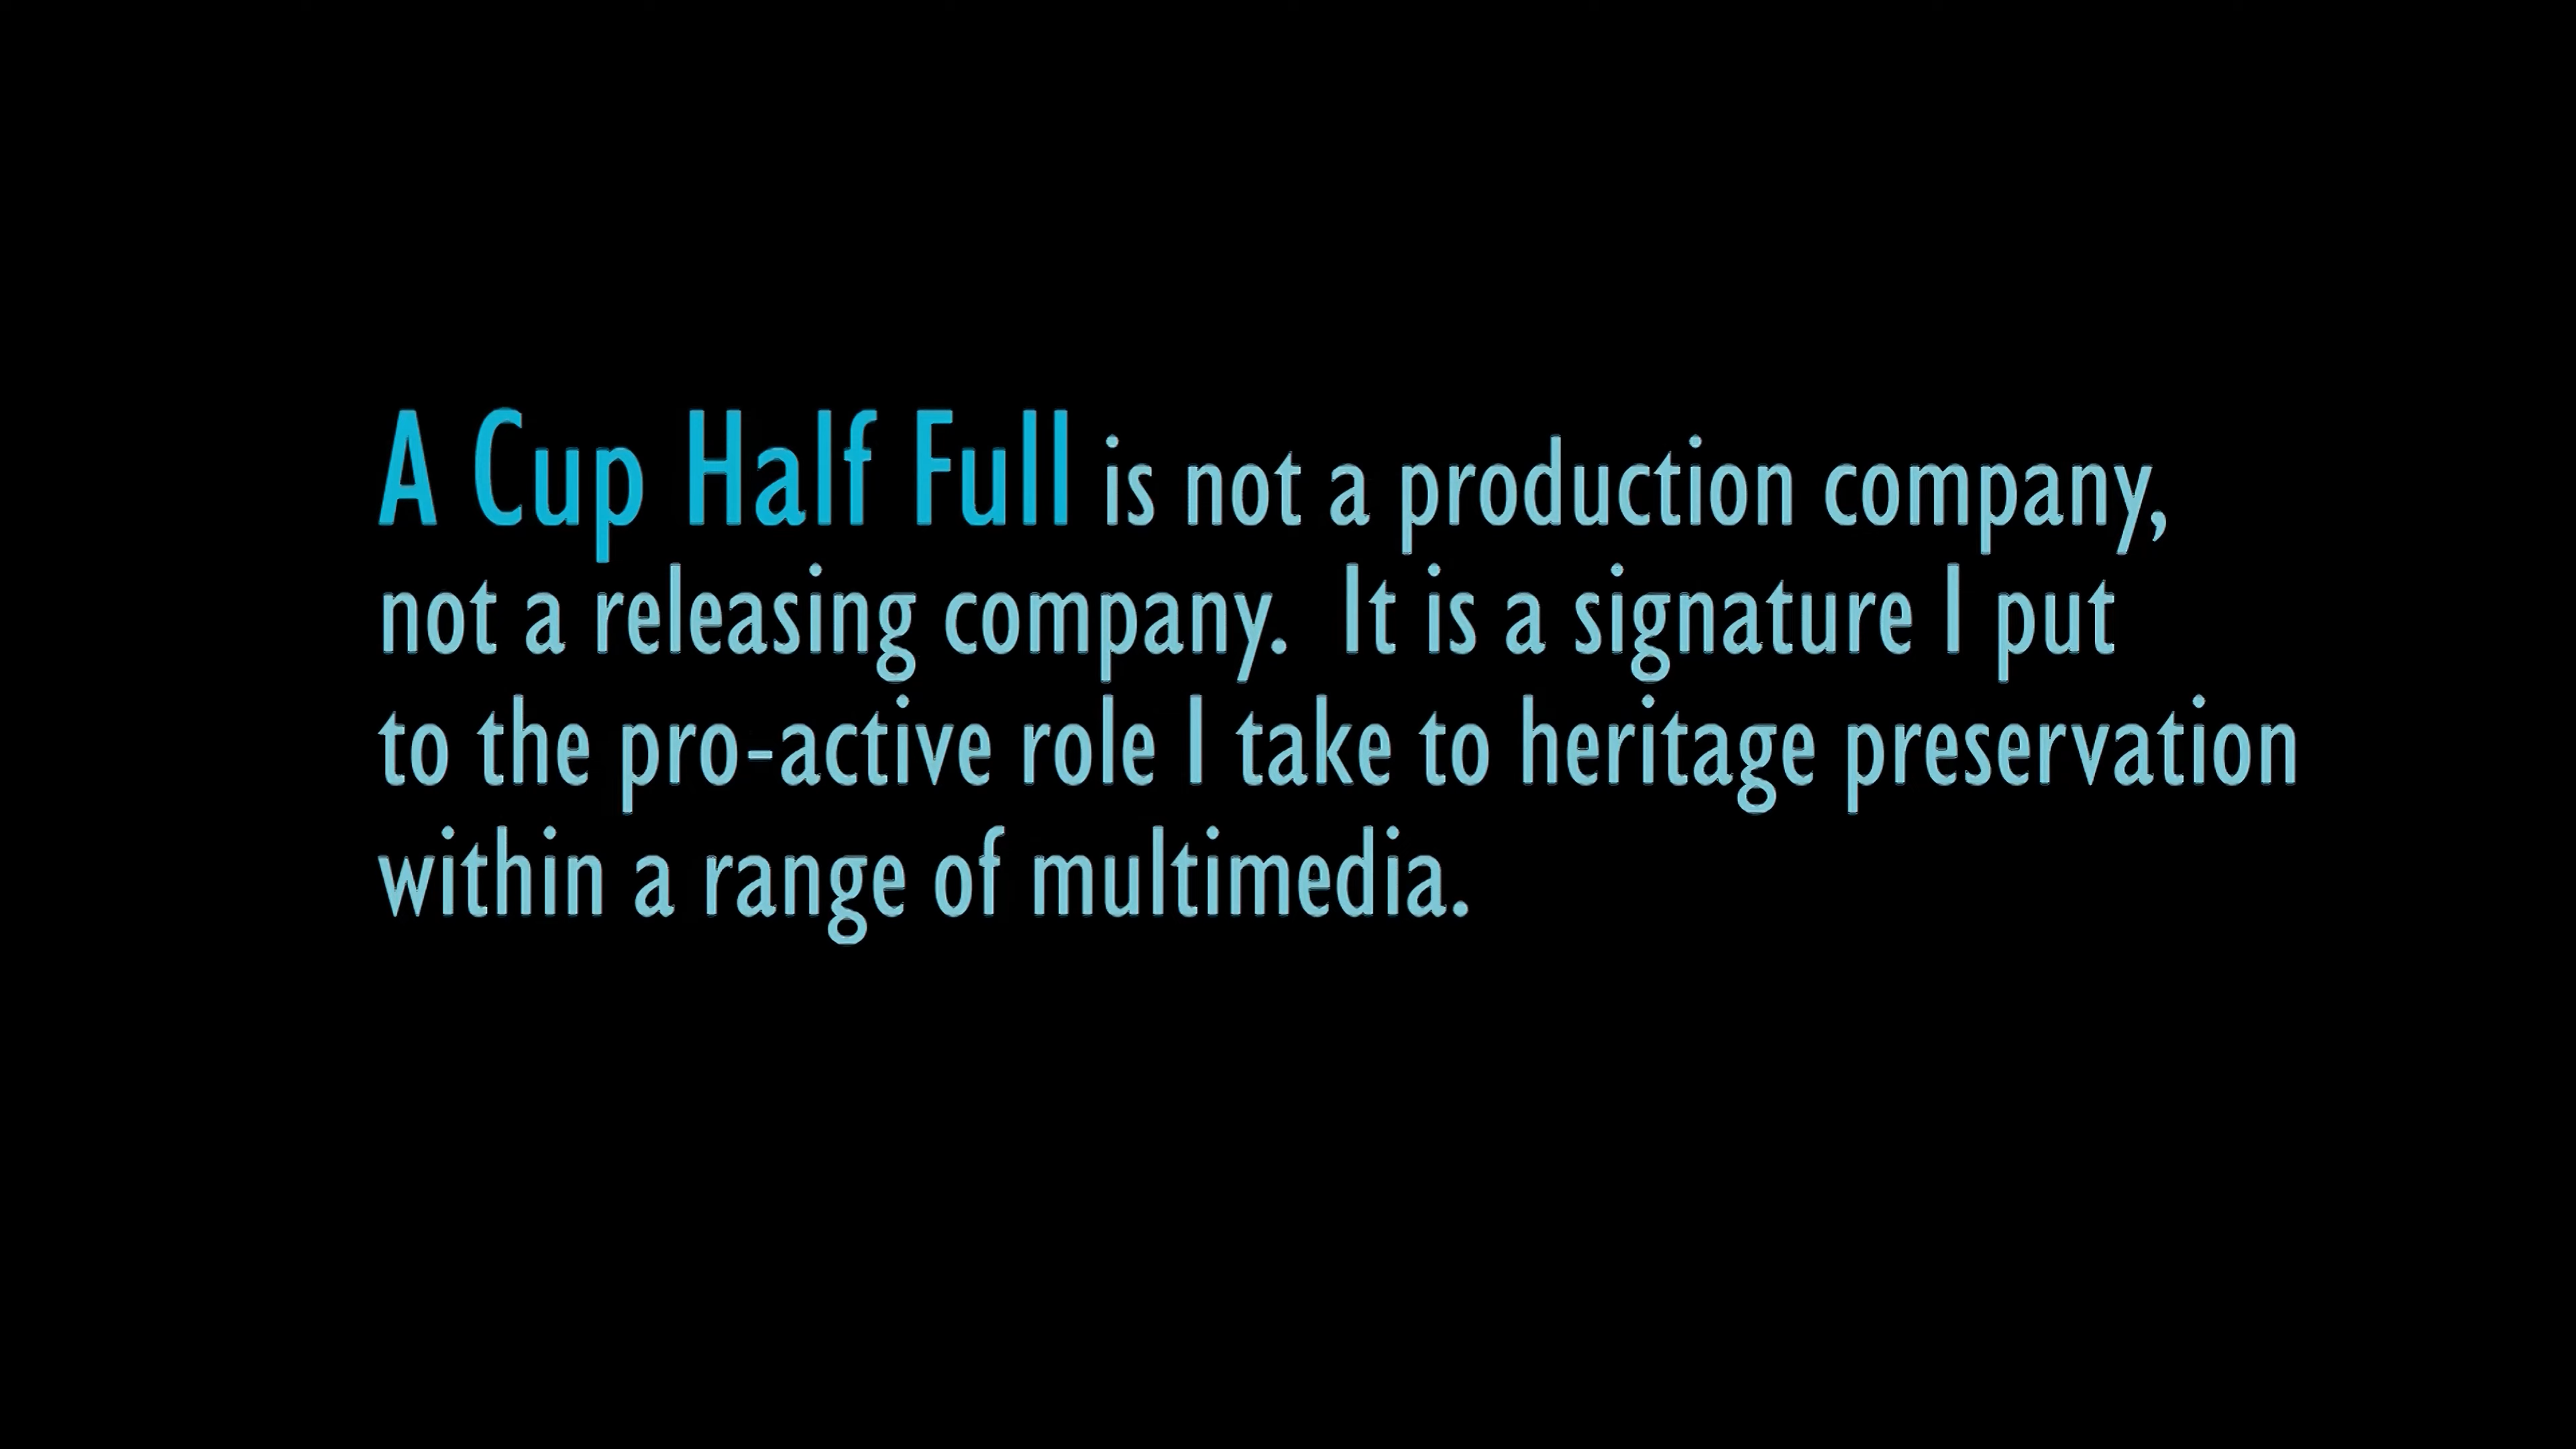 A Cup Half Full is not a production company,
not a releasing company.  It is a signature I put
to the pro-active role I take to heritage preservation
within a range of multimedia.